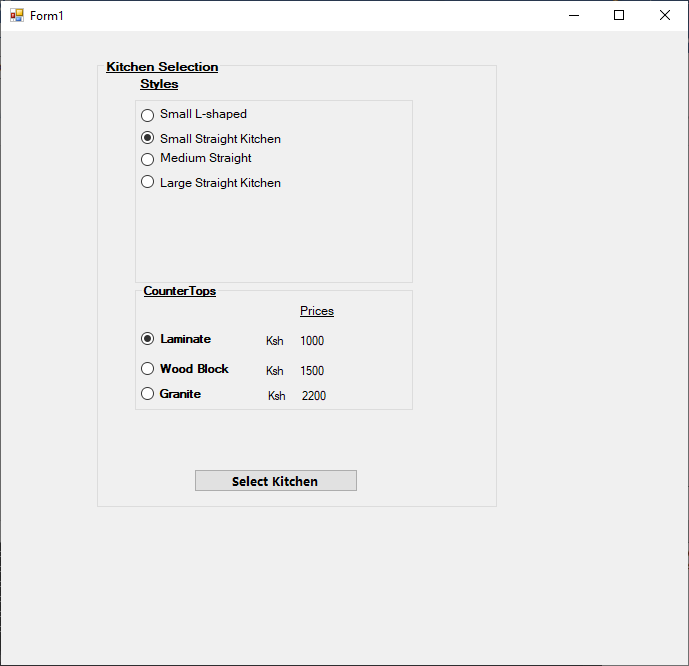 Form1
Kitchen Selection
Styles
Small L-shaped
Small Straight Kitchen
Medium Straight
Large Straight Kitchen
CounterTops
Prices
Laminate Ksh 1000
Wood Block Ksh 1500
Granite Ksh 2200
Select Kitchen